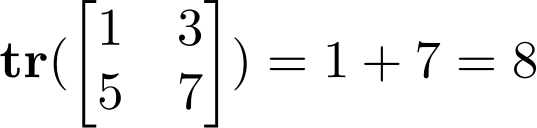 tr([1 3
5 7]) = 1 + 7 = 8